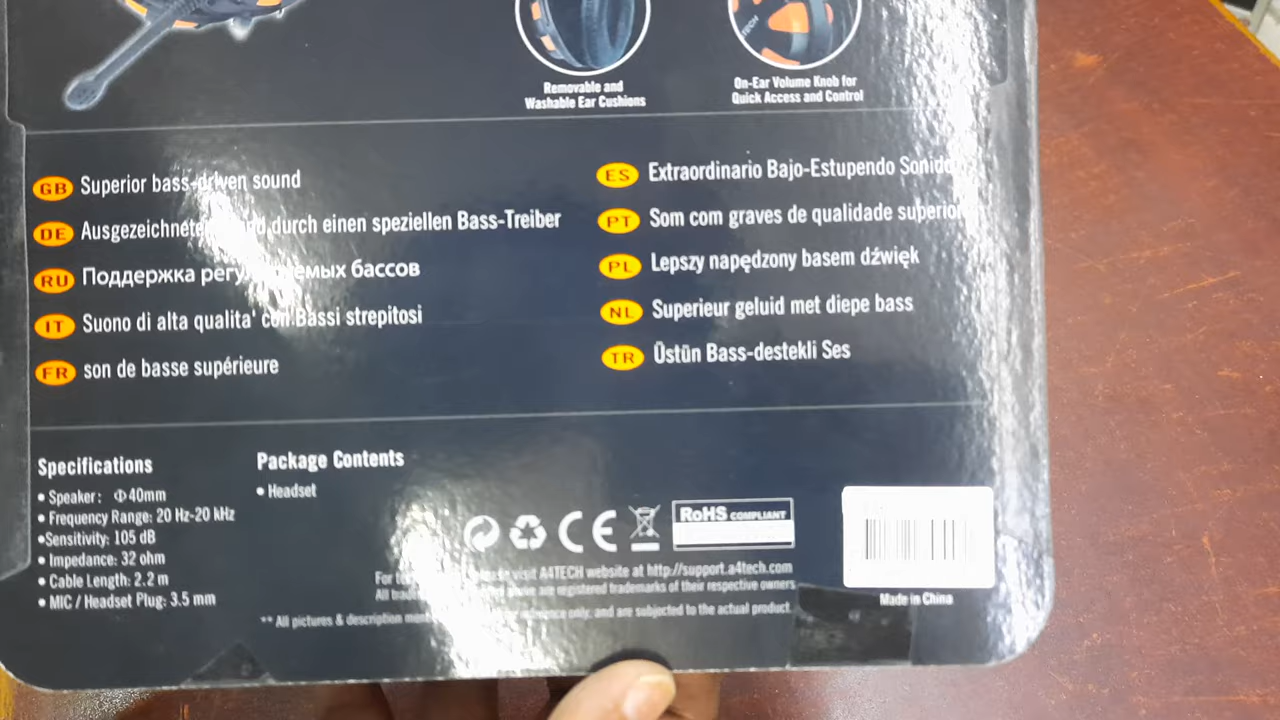 ATECH
Removable and
Washable Ear Cushions
On-Ear Volume Knob for
Quick Access and Control
GB Superior bass-driven sound
DE Ausgezeichneter durch einen speziellen Bass-Treiber
RU Поддержка бассов
IT Suono di alta qualita' con Bassi strepitosi
FR son de basse supérieure
ES Extraordinario Bajo-Estupendo Sonido
PT Som com graves de qualidade superior
PL Lepszy napędzony basem dźwięk
NL Superieur geluid met diepe bass
TR Üstün Bass-destekli Ses
Specifications
• Speaker: Φ40mm
• Frequency Range: 20 Hz-20 kHz
•Sensitivity: 105 dB
• Impedance: 32 ohm
• Cable Length: 2.2 m
• MIC / Headset Plug: 3.5 mm
Package Contents
• Headset
CE
RoHS COMPLIANT
For visit A4TECH website at http://support.a4tech.com
All are registered trademarks of their respective owners
** All pictures & description only, and are subjected to the actual product.
Made in China